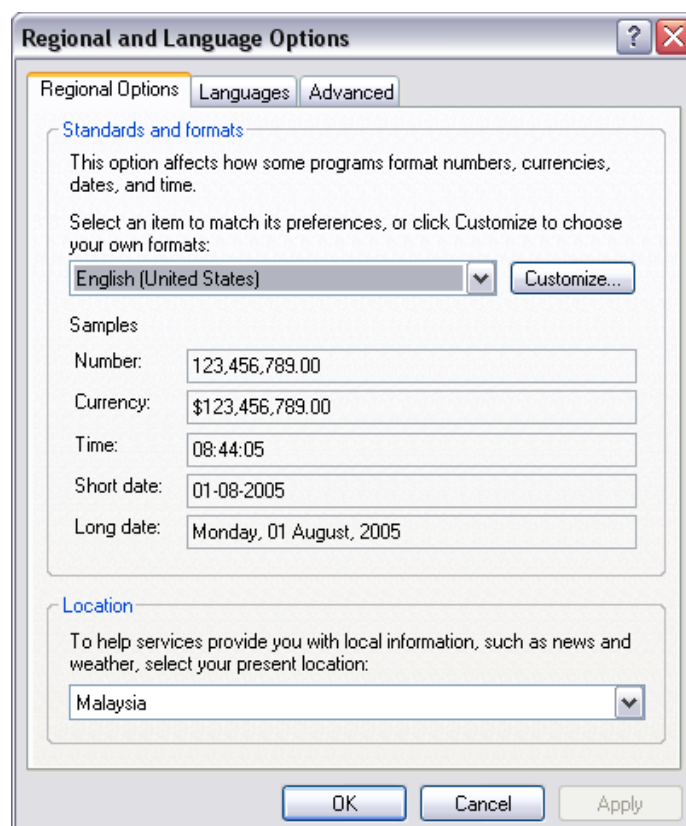 Regional and Language Options
Regional Options Languages Advanced
Standards and formats
This option affects how some programs format numbers, currencies,
dates, and time.
Select an item to match its preferences, or click Customize to choose
your own formats:
English (United States) Customize...
Samples
Number: 123,456,789.00
Currency: $123,456,789.00
Time: 08:44:05
Short date: 01-08-2005
Long date: Monday, 01 August, 2005
Location
To help services provide you with local information, such as news and
weather, select your present location:
Malaysia
OK Cancel Apply